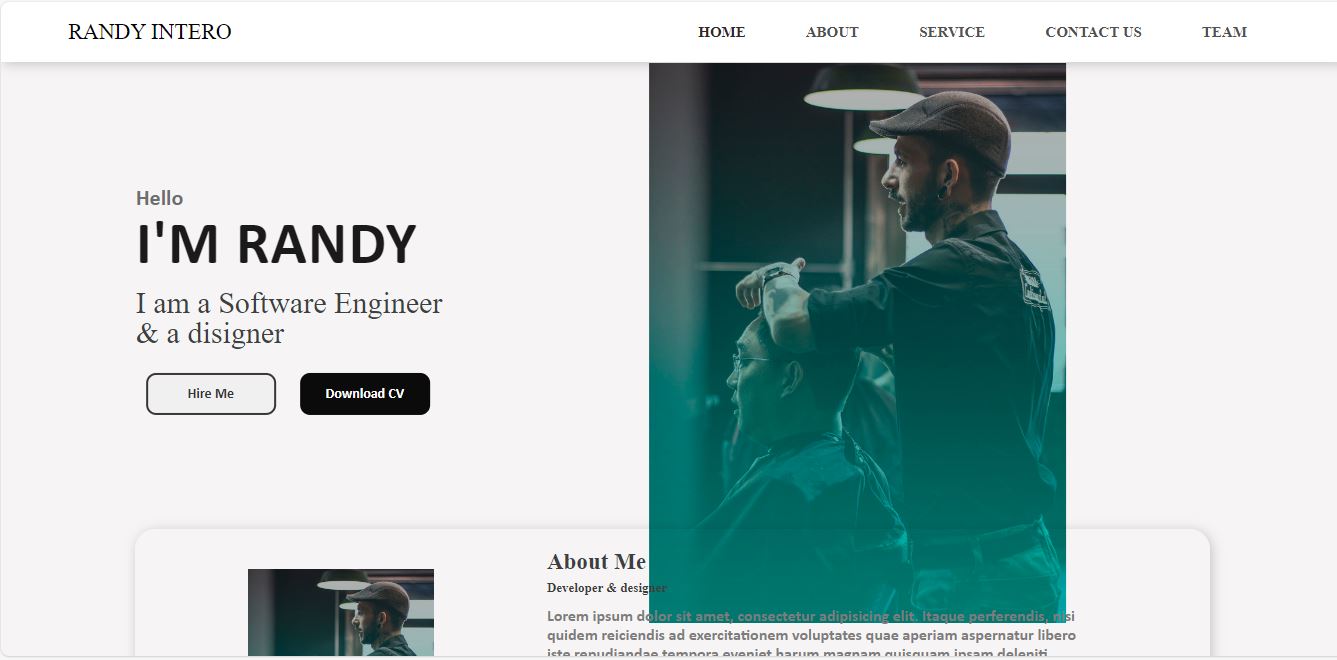 RANDY INTERO
HOME ABOUT SERVICE CONTACT US TEAM
Hello
I'M RANDY
I am a Software Engineer
& a disigner
Hire Me Download CV
About Me
Developer & designer
Lorem ipsum dolor sit amet, consectetur adipisicing elit. Itaque perferendis, nisi
quidem reiciendis ad exercitationem voluptates quae aperiam aspernatur libero
iste repudiandae tempora eveniet harum magnam quisquam ipsam deleniti